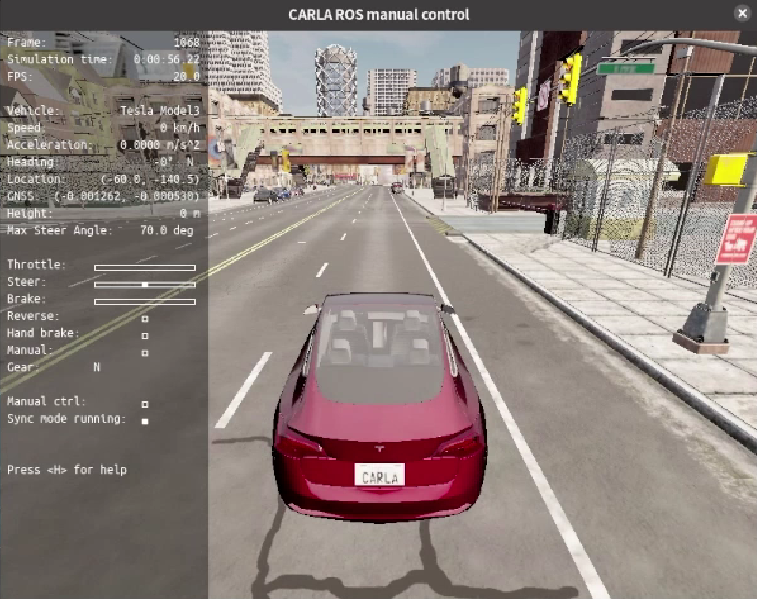 CARLA ROS manual control
Frame: 1068
Simulation time: 0:00:56.22
FPS: 20.0
Vehicle: Tesla Model3
Speed: 0 km/h
Acceleration: 0.0000 m/s^2
Heading: -0° N
Location: (-60.0, -140.5)
GNSS: (-0.001262, -0.000530)
Height: 0 m
Max Steer Angle: 70.0 deg
Throttle:
Steer:
Brake:
Reverse:
Hand brake:
Manual:
Gear: N
Manual ctrl:
Sync mode running:
Press <H> for help
CARLA